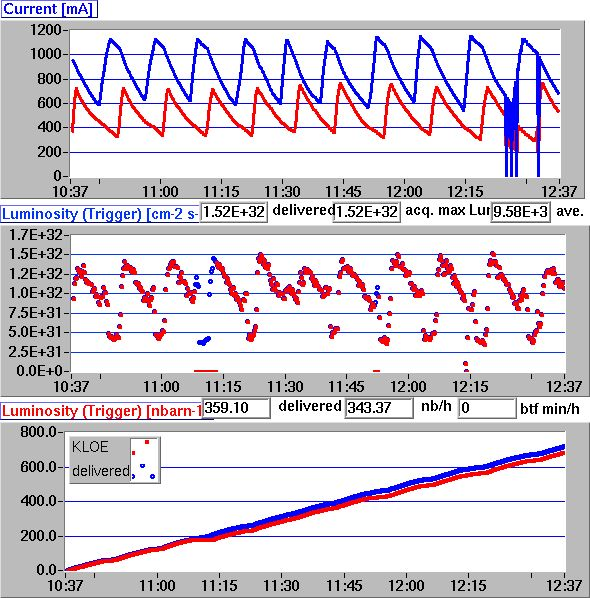 Current [mA]
1200
1000
800
600
400
200
0
10:37 11:00 11:15 11:30 11:45 12:00 12:15 12:37
Luminosity (Trigger) [cm-2 s- 1.52E+32 delivered 1.52E+32 acq. max Lur 9.58E+3 ave.
1.7E+32
1.5E+32
1.2E+32
1.0E+32
7.5E+31
5.0E+31
2.5E+31
0.0E+0
10:37 11:00 11:15 11:30 11:45 12:00 12:15 12:37
Luminosity (Trigger) [nbarn-1 359.10 delivered 343.37 nb/h 0 btf min/h
800.0
KLOE
delivered
600.0
400.0
200.0
0.0
10:37 11:00 11:15 11:30 11:45 12:00 12:15 12:37